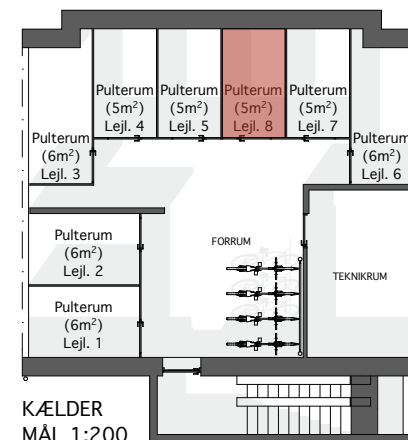 Pulterum
(5m²)
Lejl. 4
Pulterum
(5m²)
Lejl. 5
Pulterum
(5m²)
Lejl. 8
Pulterum
(5m²)
Lejl. 7
Pulterum
(6m²)
Lejl. 3
Pulterum
(6m²)
Lejl. 6
Pulterum
(6m²)
Lejl. 2
FORRUM
TEKNIKRUM
Pulterum
(6m²)
Lejl. 1
KÆLDER
MÅL 1:200